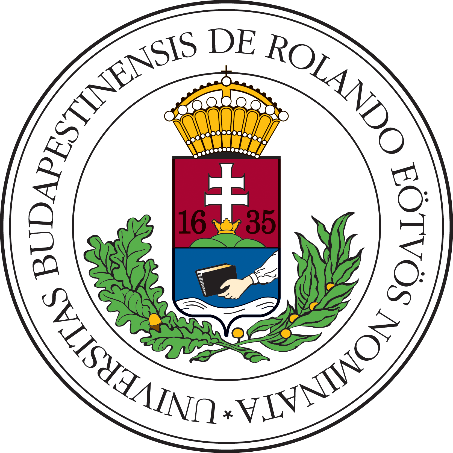 UNIVERSITAS BUDAPESTINENSIS DE ROLANDO EÖTVÖS NOMINATA *
16 35